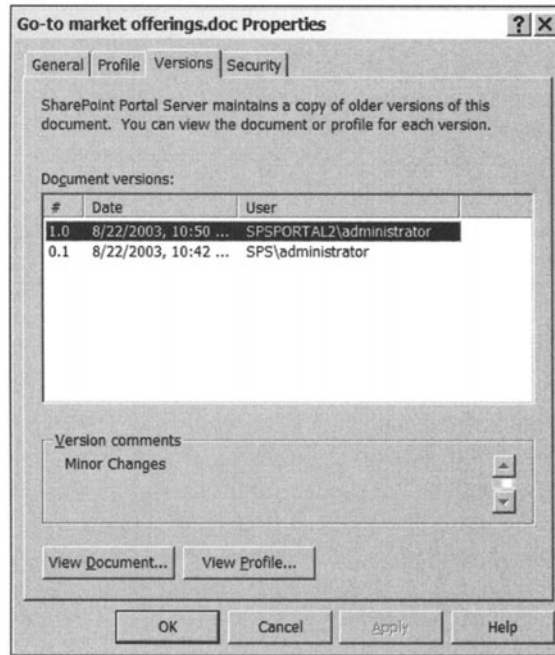 Go-to market offerings.doc Properties ? X
General Profile Versions Security
SharePoint Portal Server maintains a copy of older versions of this
document. You can view the document or profile for each version.
Document versions:
# Date User
1.0 8/22/2003, 10:50 ... SPSPORTAL2\administrator
0.1 8/22/2003, 10:42 ... SPS\administrator
Version comments
Minor Changes
View Document... View Profile...
OK Cancel Apply Help